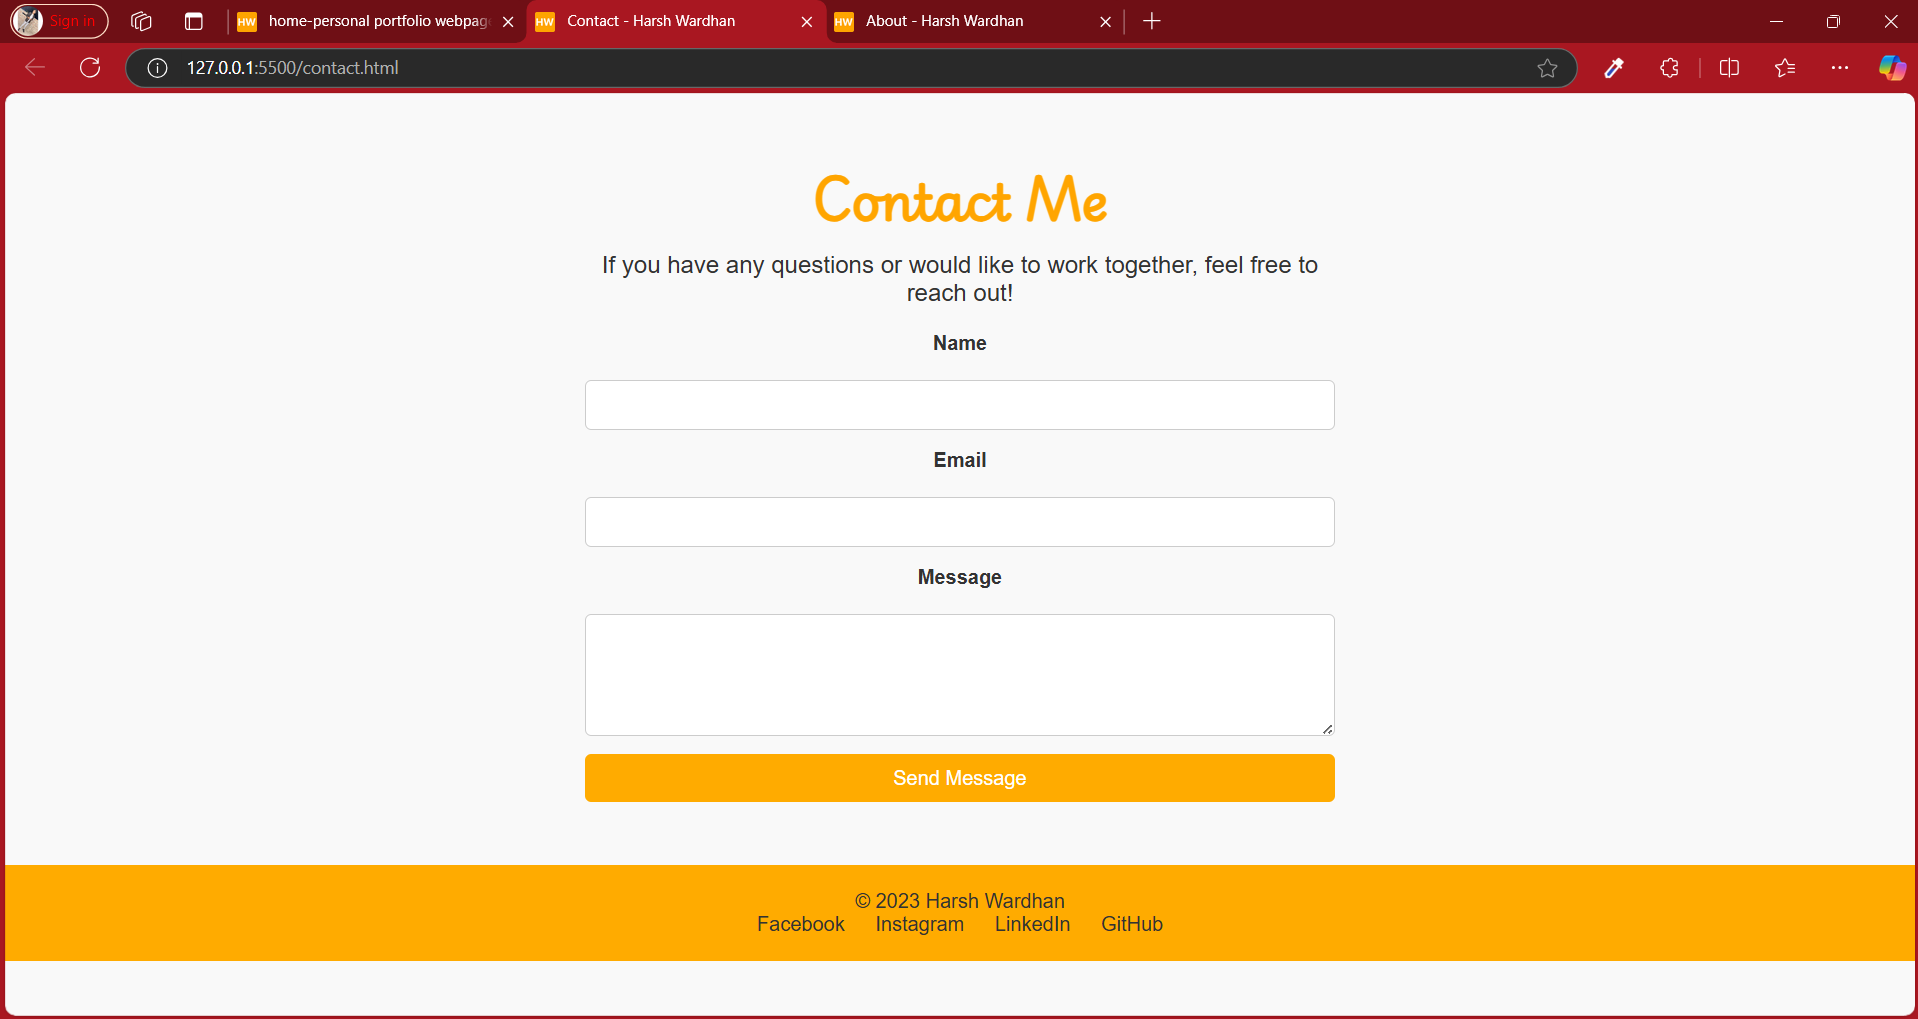 Sign in
HW home-personal portfolio webpag
HW Contact - Harsh Wardhan
HW About - Harsh Wardhan
127.0.0.1:5500/contact.html
Contact Me
If you have any questions or would like to work together, feel free to
reach out!
Name
Email
Message
Send Message
© 2023 Harsh Wardhan
Facebook Instagram LinkedIn GitHub